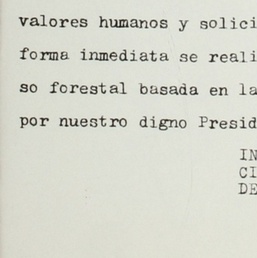 valores humanos y solici
forma inmediata se reali
so forestal basada en la
por nuestro digno Presid
IN
CI
DE